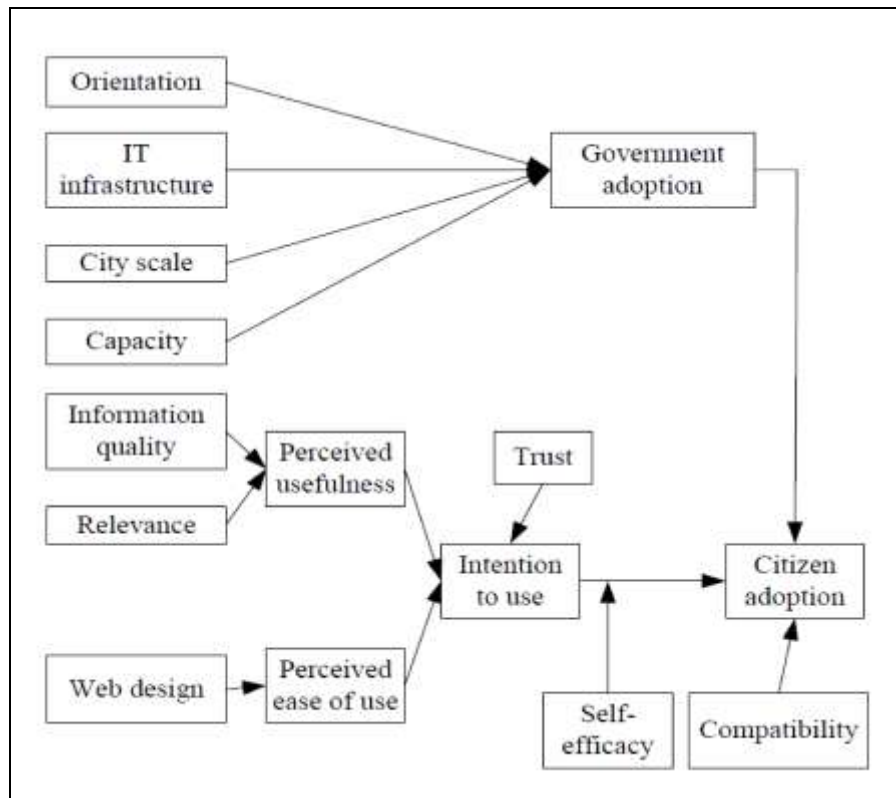 Orientation
IT
infrastructure
City scale
Capacity
Government
adoption
Information
quality
Relevance
Perceived
usefulness
Trust
Intention
to use
Citizen
adoption
Web design
Perceived
ease of use
Self-
efficacy
Compatibility